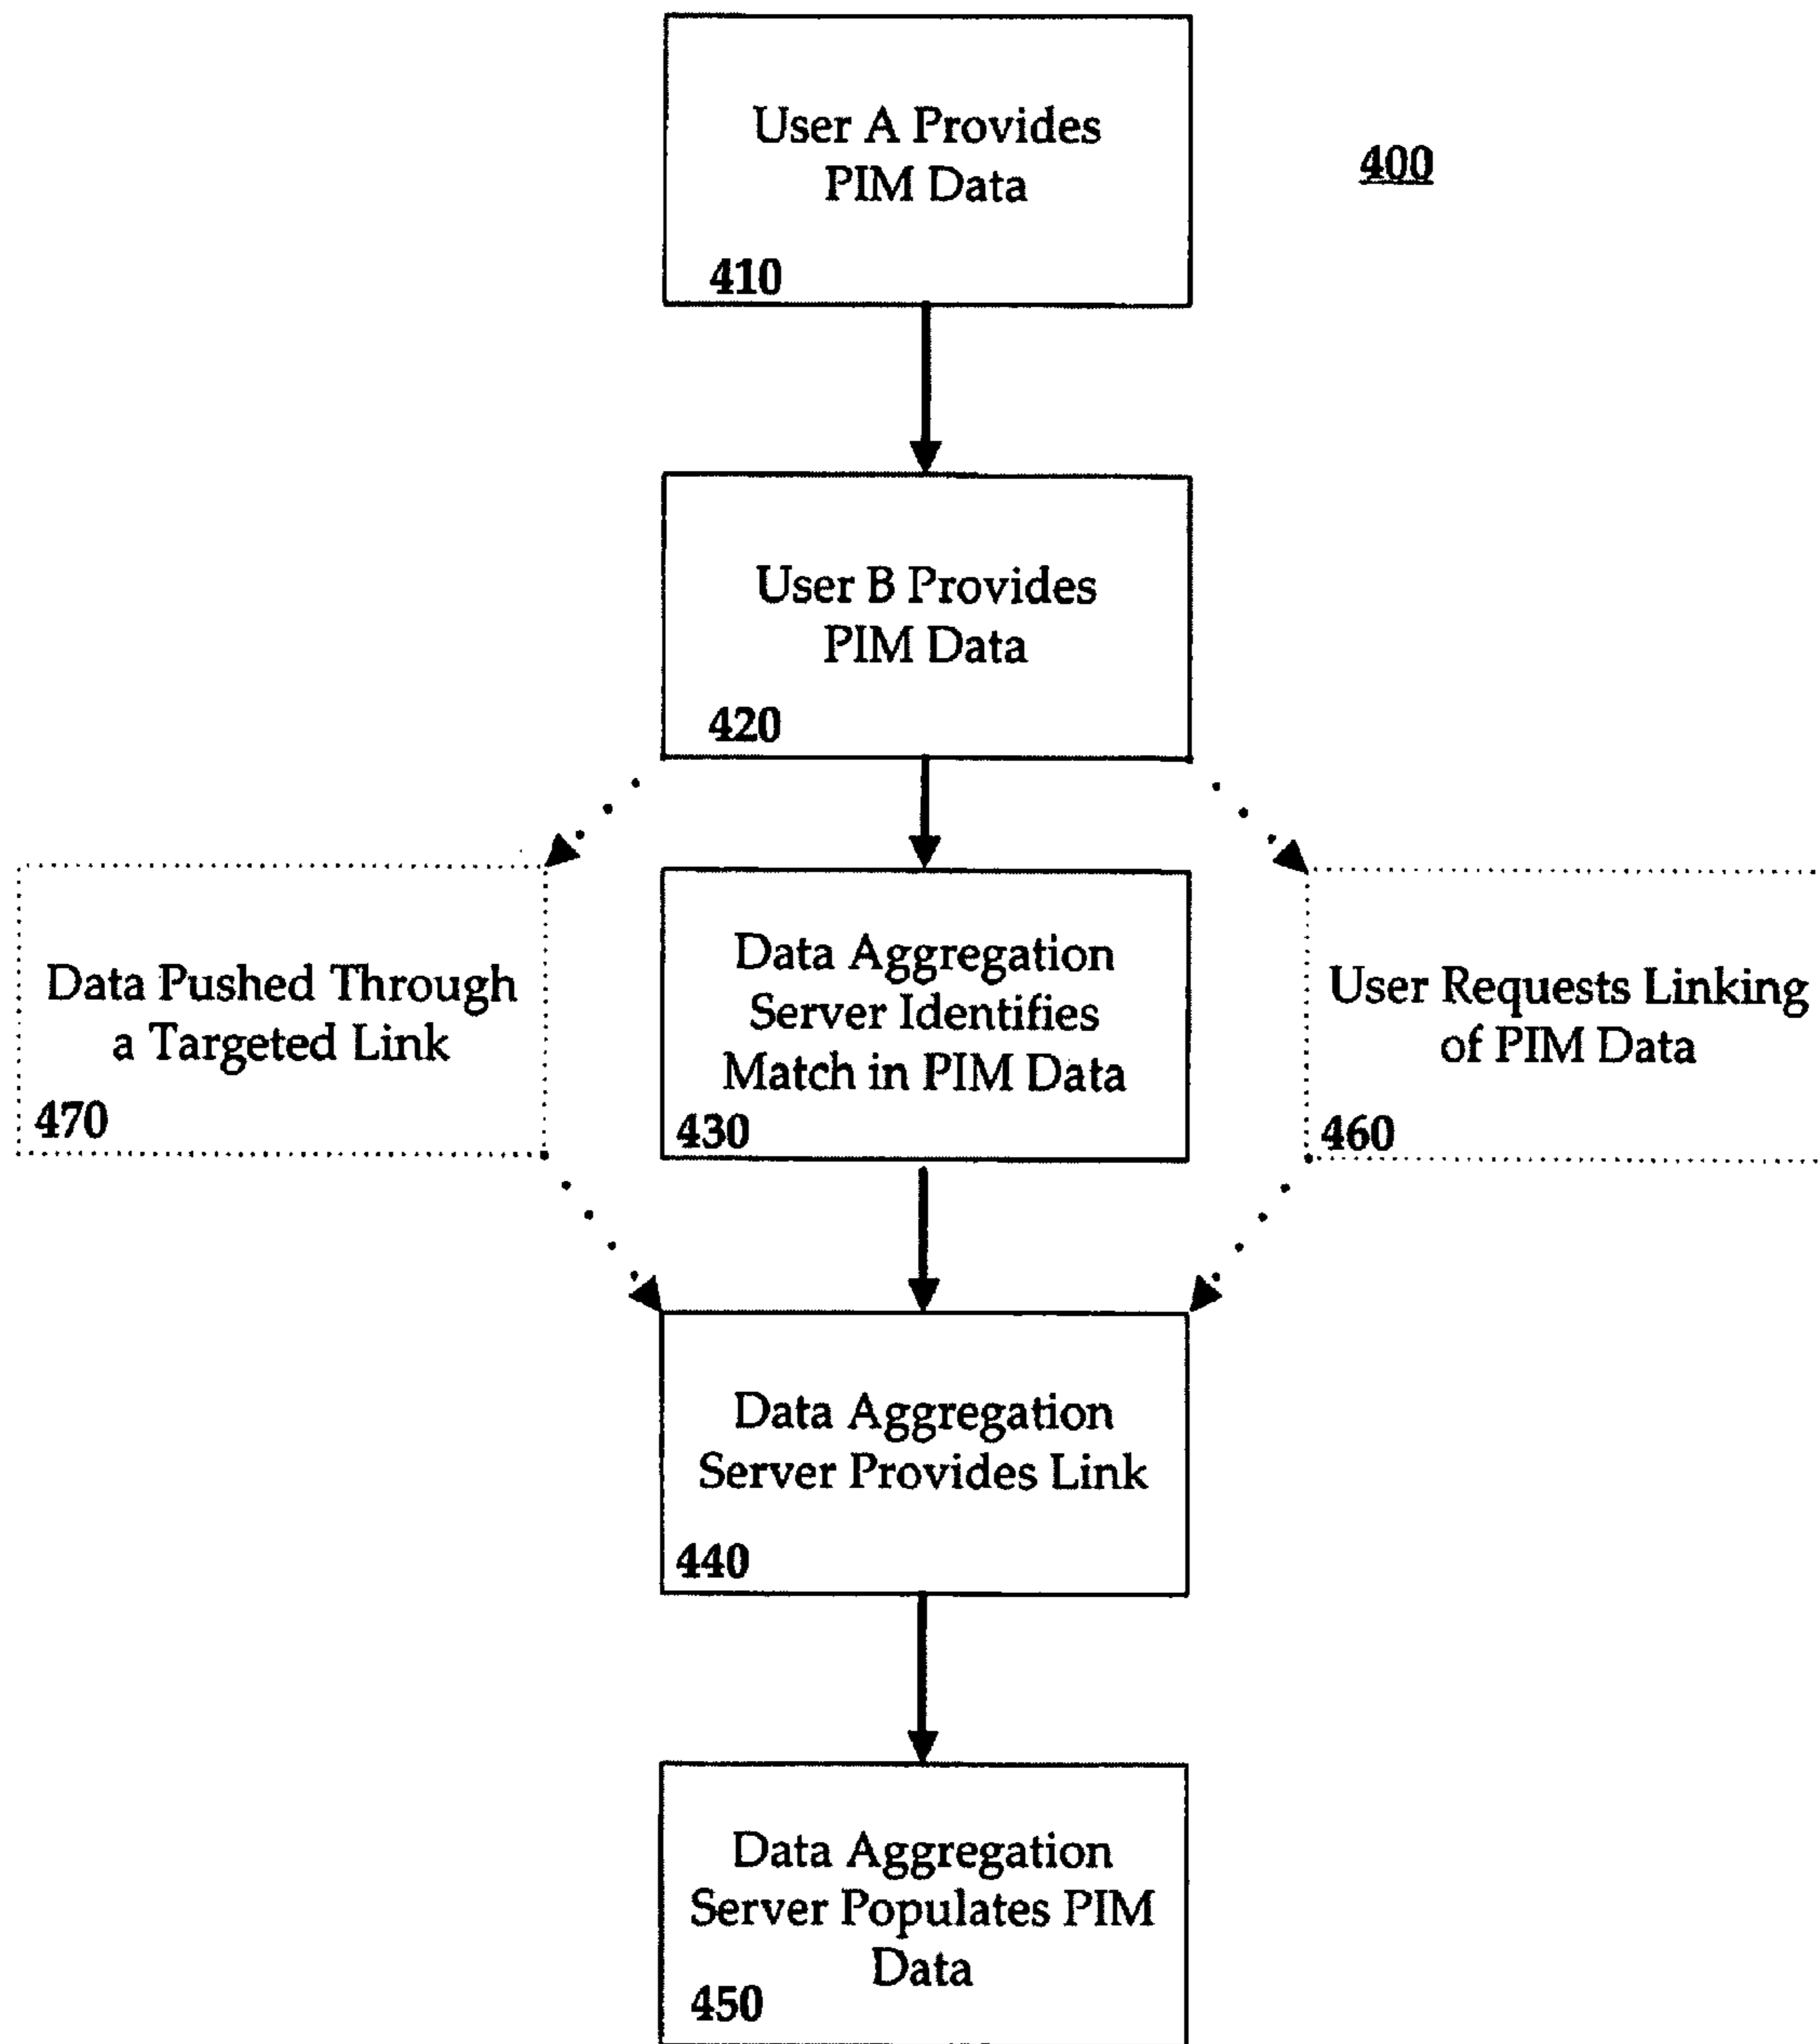 User A Provides
PIM Data
410
400
User B Provides
PIM Data
420
Data Pushed Through
a Targeted Link
470
Data Aggregation
Server Identifies
Match in PIM Data
430
User Requests Linking
of PIM Data
460
Data Aggregation
Server Provides Link
440
Data Aggregation
Server Populates PIM
Data
450